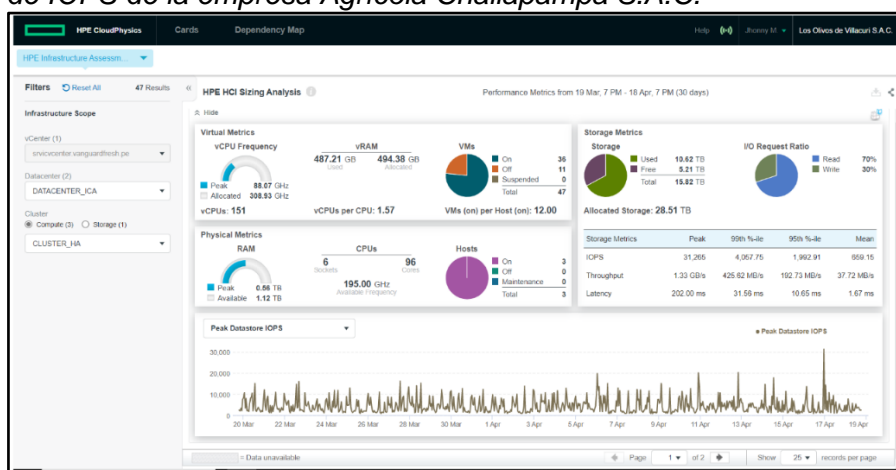 de IOPS de la empresa Agrícola Challapampa S.A.C.
HPE CloudPhysics Cards Dependency Map Help Jhonny M. Los Olivos de Villacuri S.A.C.
HPE Infrastructure Assessm...
Filters Reset All 47 Results
HPE HCI Sizing Analysis Performance Metrics from 19 Mar, 7 PM - 18 Apr, 7 PM (30 days)
Hide
Infrastructure Scope
vCenter (1)
srvicvcenter.vanguardfresh.pe
Datacenter (2)
DATACENTER_ICA
Cluster
Compute (3) Storage (1)
CLUSTER_HA
Virtual Metrics
vCPU Frequency
Peak 88.07 GHz
Allocated 308.93 GHz
vCPUs: 151
vRAM
487.21 GB 494.38 GB
Used Allocated
vCPUs per CPU: 1.57
VMs
On 36
Off 11
Suspended 0
Total 47
VMs (on) per Host (on): 12.00
Storage Metrics
Storage
Used 10.62 TB
Free 5.21 TB
Total 15.82 TB
I/O Request Ratio
Read 70%
Write 30%
Allocated Storage: 28.51 TB
Physical Metrics
RAM
Peak 0.56 TB
Available 1.12 TB
CPUs
6 96
Sockets Cores
195.00 GHz
Available Frequency
Hosts
On 3
Off 0
Maintenance 0
Total 3
Storage Metrics Peak 99th %-ile 95th %-ile Mean
IOPS 31,265 4,057.75 1,992.91 659.15
Throughput 1.33 GB/s 425.62 MB/s 192.73 MB/s 37.72 MB/s
Latency 202.00 ms 31.56 ms 10.65 ms 1.67 ms
Peak Datastore IOPS
Peak Datastore IOPS
30,000
20,000
10,000
0
20 Mar 22 Mar 24 Mar 26 Mar 28 Mar 30 Mar 1 Apr 3 Apr 5 Apr 7 Apr 9 Apr 11 Apr 13 Apr 15 Apr 17 Apr 19 Apr
= Data unavailable Page 1 of 2 Show 25 records per page